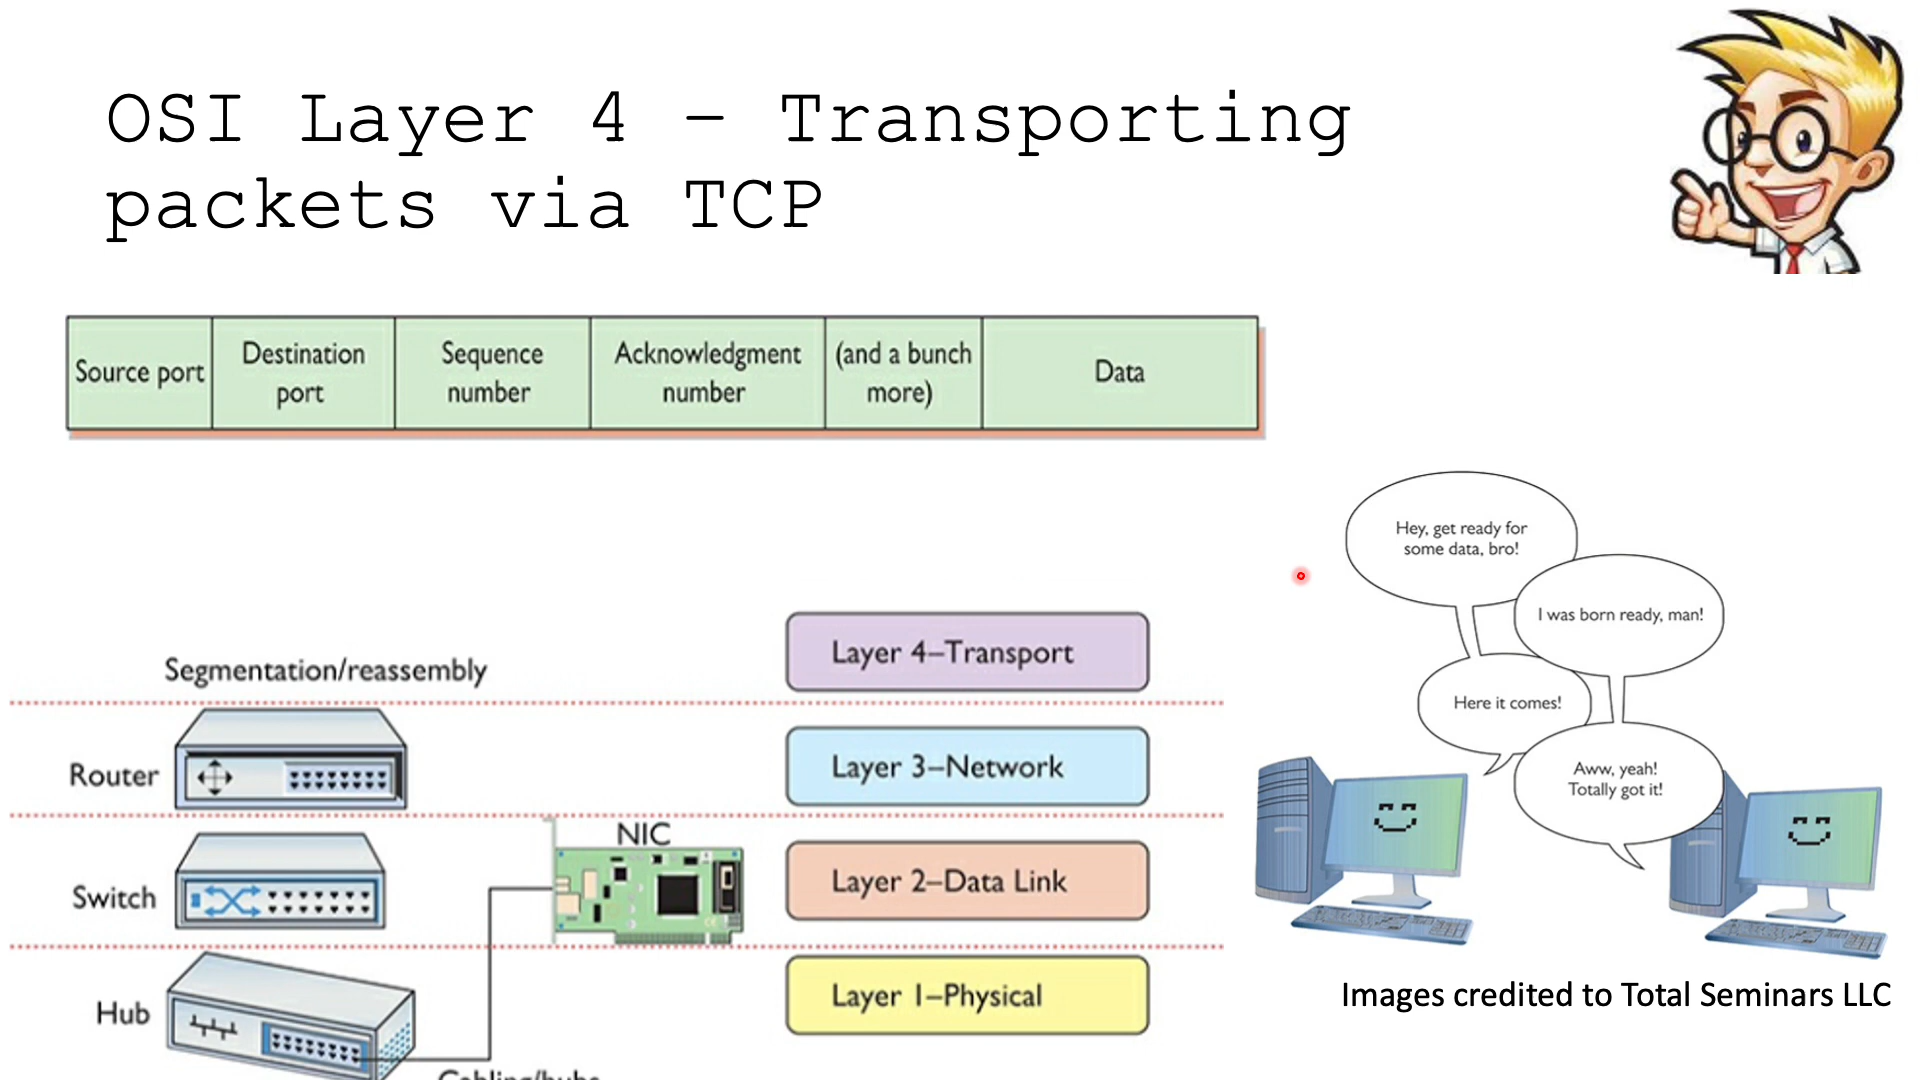 OSI Layer 4 – Transporting
packets via TCP
Source port
Destination
port
Sequence
number
Acknowledgment
number
(and a bunch
more)
Data
Hey, get ready for
some data, bro!
I was born ready, man!
Here it comes!
Aww, yeah!
Totally got it!
Segmentation/reassembly
Layer 4–Transport
Router
Layer 3–Network
NIC
Switch
Layer 2–Data Link
Hub
Layer 1–Physical
Cabling/hubs
Images credited to Total Seminars LLC